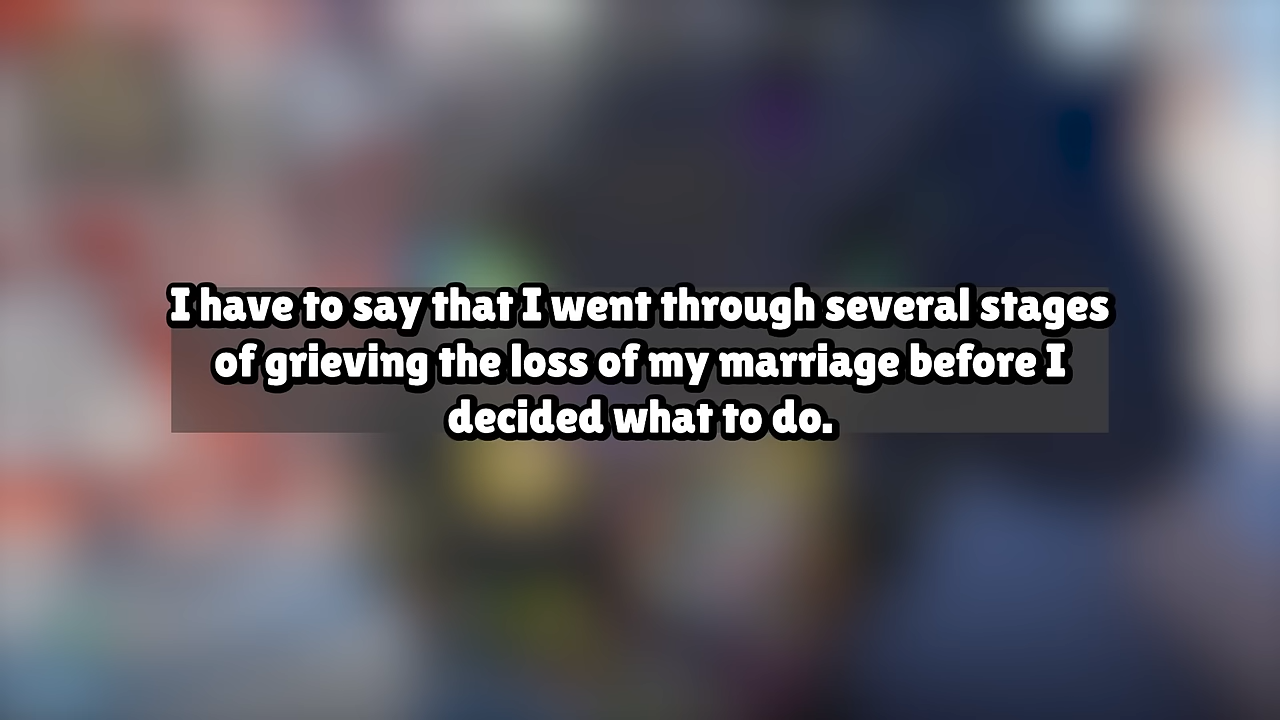 I have to say that I went through several stages
of grieving the loss of my marriage before I
decided what to do.